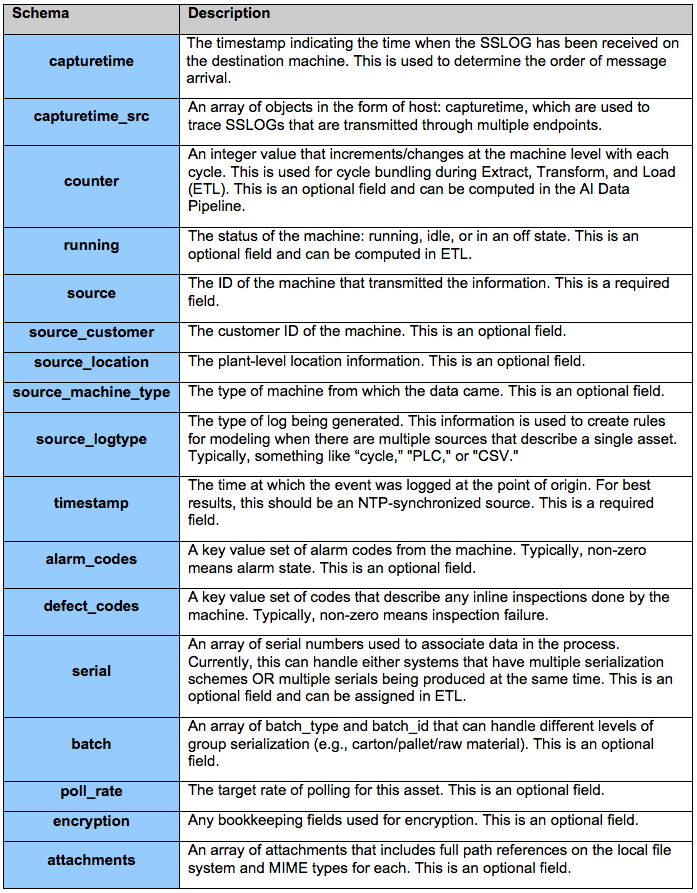 Schema Description
capturetime
The timestamp indicating the time when the SSLOG has been received on
the destination machine. This is used to determine the order of message
arrival.
capturetime_src
An array of objects in the form of host: capturetime, which are used to
trace SSLOGs that are transmitted through multiple endpoints.
counter
An integer value that increments/changes at the machine level with each
cycle. This is used for cycle bundling during Extract, Transform, and Load
(ETL). This is an optional field and can be computed in the AI Data
Pipeline.
running
The status of the machine: running, idle, or in an off state. This is an
optional field and can be computed in ETL.
source
The ID of the machine that transmitted the information. This is a required
field.
source_customer
The customer ID of the machine. This is an optional field.
source_location
The plant-level location information. This is an optional field.
source_machine_type
The type of machine from which the data came. This is an optional field.
source_logtype
The type of log being generated. This information is used to create rules
for modeling when there are multiple sources that describe a single asset.
Typically, something like “cycle,” "PLC," or "CSV."
timestamp
The time at which the event was logged at the point of origin. For best
results, this should be an NTP-synchronized source. This is a required
field.
alarm_codes
A key value set of alarm codes from the machine. Typically, non-zero
means alarm state. This is an optional field.
defect_codes
A key value set of codes that describe any inline inspections done by the
machine. Typically, non-zero means inspection failure.
serial
An array of serial numbers used to associate data in the process.
Currently, this can handle either systems that have multiple serialization
schemes OR multiple serials being produced at the same time. This is an
optional field and can be assigned in ETL.
batch
An array of batch_type and batch_id that can handle different levels of
group serialization (e.g., carton/pallet/raw material). This is an optional
field.
poll_rate
The target rate of polling for this asset. This is an optional field.
encryption
Any bookkeeping fields used for encryption. This is an optional field.
attachments
An array of attachments that includes full path references on the local file
system and MIME types for each. This is an optional field.